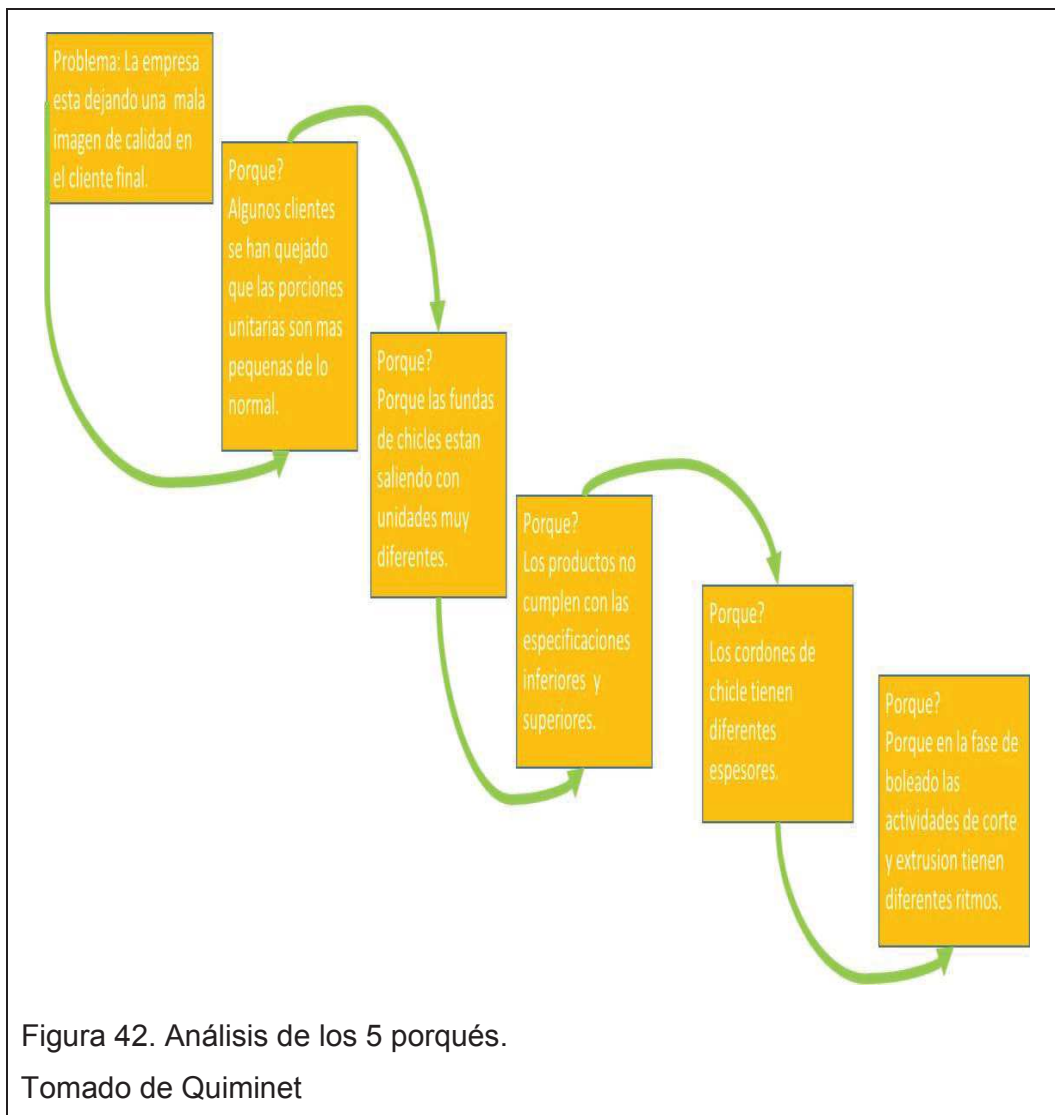 Problema: La empresa
esta dejando una mala
imagen de calidad en
el cliente final.
Porque?
Algunos clientes
se han quejado
que las porciones
unitarias son mas
pequenas de lo
normal.
Porque?
Porque las fundas
de chicles estan
saliendo con
unidades muy
diferentes.
Porque?
Los productos no
cumplen con las
especificaciones
inferiores y
superiores.
Porque?
Los cordones de
chicle tienen
diferentes
espesores.
Porque?
Porque en la fase de
boleado las
actividades de corte
y extrusion tienen
diferentes ritmos.
Figura 42. Análisis de los 5 porqués.
Tomado de Quiminet